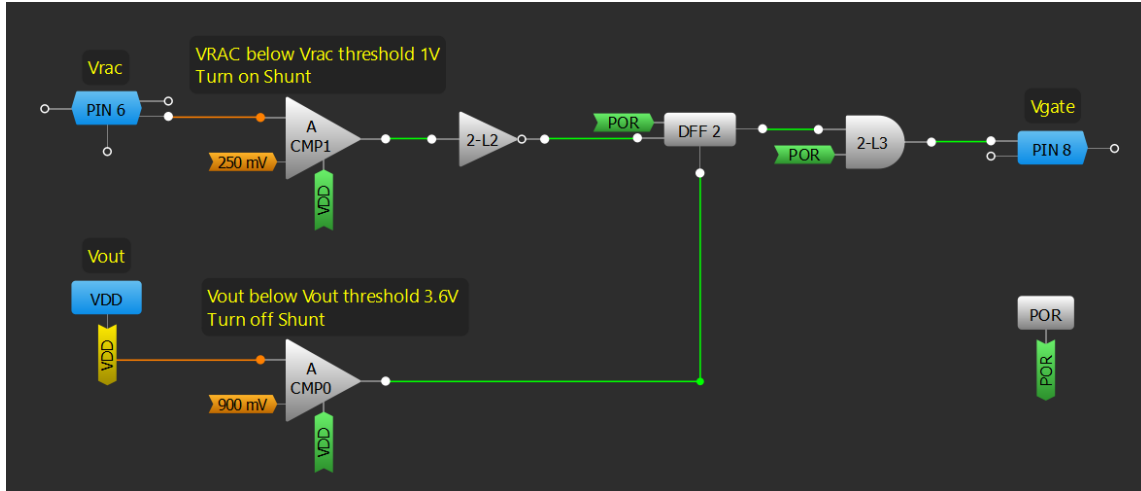 Vrac
PIN 6
VRAC below Vrac threshold 1V
Turn on Shunt
A
CMP1
250 mV
VDD
2-L2
POR
DFF 2
POR
2-L3
Vgate
PIN 8
Vout
VDD
VDD
Vout below Vout threshold 3.6V
Turn off Shunt
A
CMP0
900 mV
VDD
POR
POR